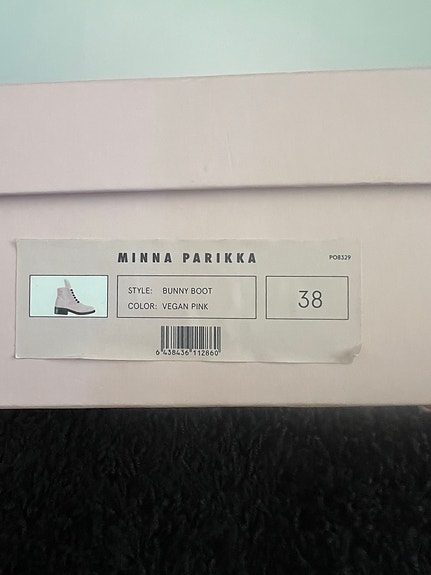 MINNA PARIKKA
PO8329
STYLE: BUNNY BOOT
COLOR: VEGAN PINK
38
6 438436 112860